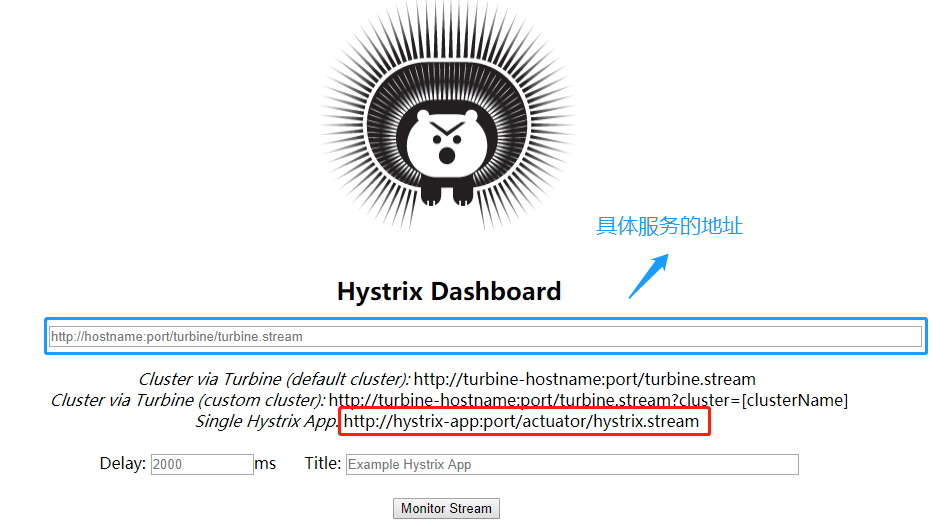 具体服务的地址
Hystrix Dashboard
http://hostname:port/turbine/turbine.stream
Cluster via Turbine (default cluster): http://turbine-hostname:port/turbine.stream
Cluster via Turbine (custom cluster): http://turbine-hostname:port/turbine.stream?cluster=[clusterName]
Single Hystrix App: http://hystrix-app:port/actuator/hystrix.stream
Delay: 2000 ms Title: Example Hystrix App
Monitor Stream